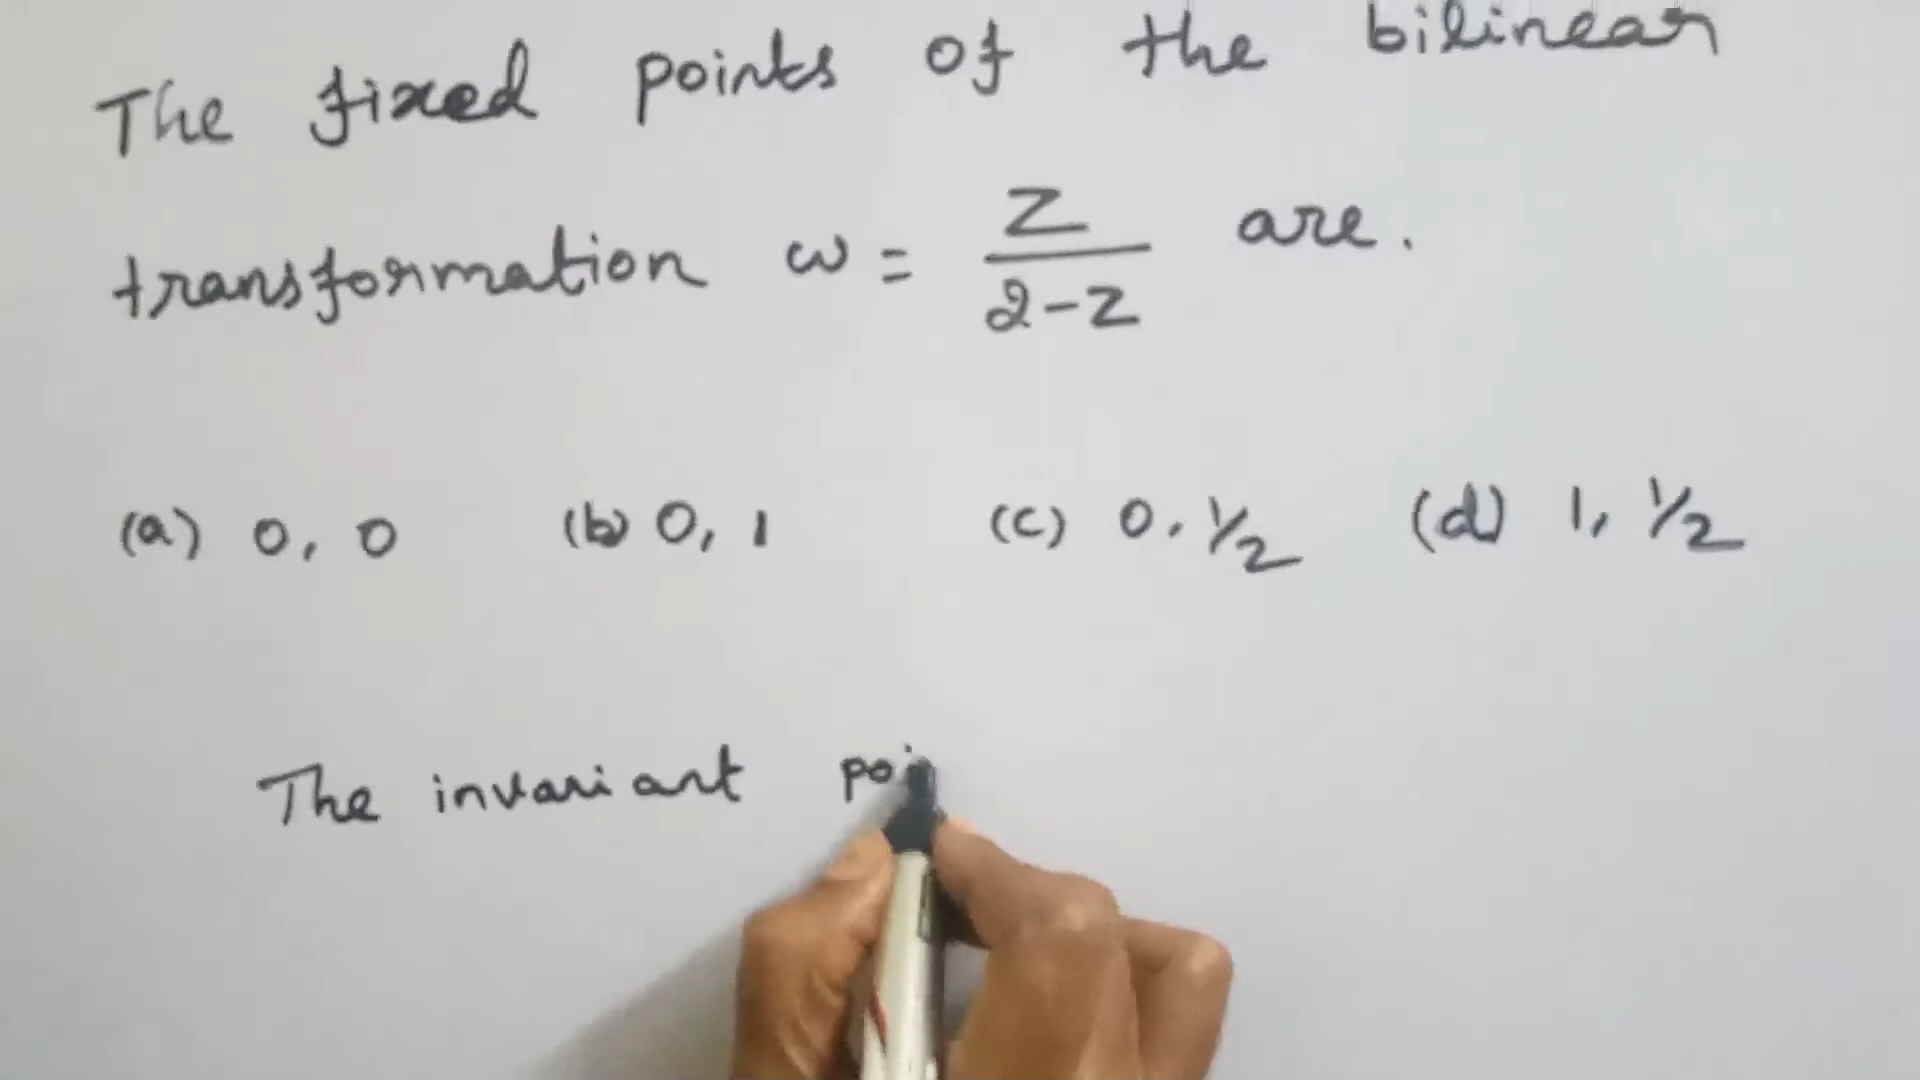 The fixed points of the bilinear
transformation ω = z/(2-z) are.
(a) 0, 0 (b) 0, 1 (c) 0, 1/2 (d) 1, 1/2
The invariant poi